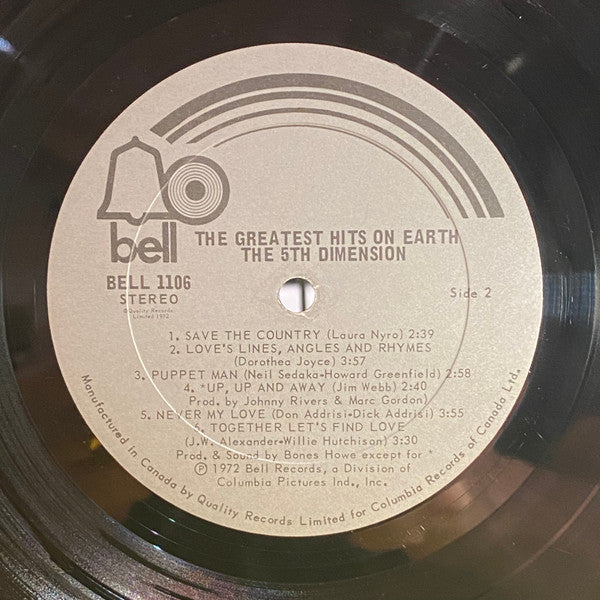 bell
THE GREATEST HITS ON EARTH
THE 5TH DIMENSION
BELL 1106
STEREO
©Quality Records
Limited 1972
Side 2
1. SAVE THE COUNTRY (Laura Nyro) 2:39
2. LOVE'S LINES, ANGLES AND RHYMES
(Dorothea Joyce) 3:57
3. PUPPET MAN (Neil Sedaka-Howard Greenfield) 2:58
4. *UP, UP AND AWAY (Jim Webb) 2:40
Prod. by Johnny Rivers & Marc Gordon)
5. NEVER MY LOVE (Don Addrisi-Dick Addrisi) 3:55
6. TOGETHER LET'S FIND LOVE
(J.W. Alexander-Willie Hutchison) 3:30
Prod. & Sound by Bones Howe except for *
Ⓟ 1972 Bell Records, a Division of
Columbia Pictures Ind., Inc.
Manufactured In Canada by Quality Records Limited for Columbia Records of Canada Ltd.